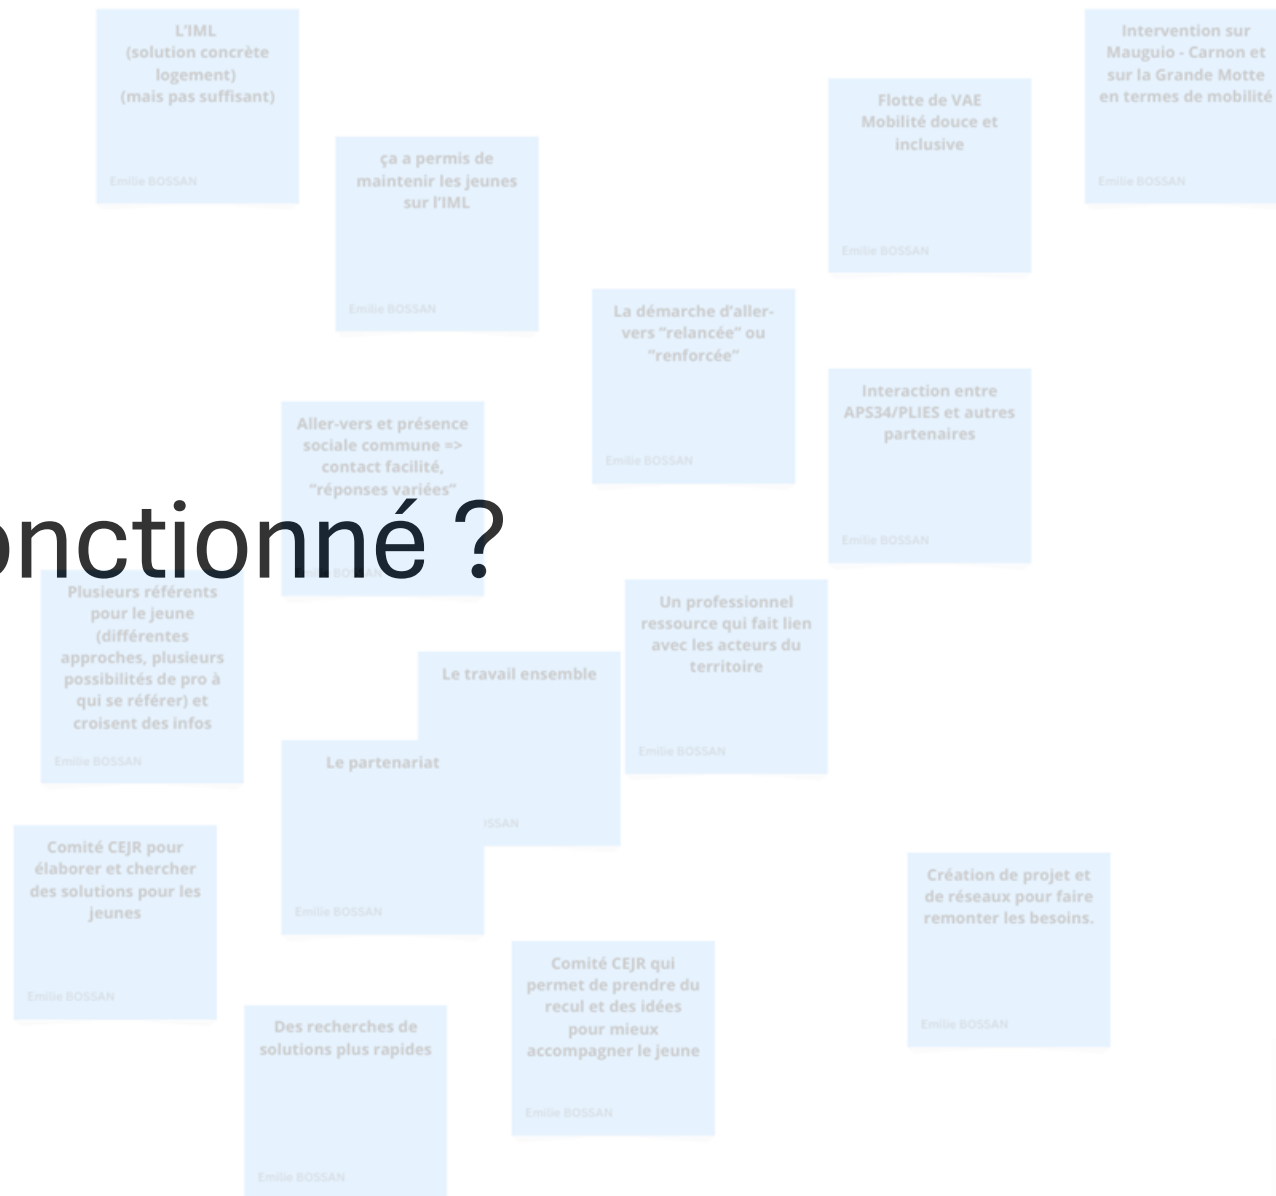 L’IML
(solution concrète
logement)
(mais pas suffisant)
Emilie BOSSAN
Intervention sur
Mauguio - Carnon et
sur la Grande Motte
en termes de mobilité
Emilie BOSSAN
Flotte de VAE
Mobilité douce et
inclusive
Emilie BOSSAN
ça a permis de
maintenir les jeunes
sur l’IML
Emilie BOSSAN
La démarche d’aller-
vers “relancée” ou
“renforcée”
Emilie BOSSAN
Interaction entre
APS34/PLIES et autres
partenaires
Emilie BOSSAN
Aller-vers et présence
sociale commune =>
contact facilité,
“réponses variées”
Emilie BOSSAN
onctionné ?
Plusieurs référents
pour le jeune
(différentes
approches, plusieurs
possibilités de pro à
qui se référer) et
croisent des infos
Emilie BOSSAN
Un professionnel
ressource qui fait lien
avec les acteurs du
territoire
Emilie BOSSAN
Le travail ensemble
OSSAN
Le partenariat
Emilie BOSSAN
Comité CEJR pour
élaborer et chercher
des solutions pour les
jeunes
Emilie BOSSAN
Création de projet et
de réseaux pour faire
remonter les besoins.
Emilie BOSSAN
Comité CEJR qui
permet de prendre du
recul et des idées
pour mieux
accompagner le jeune
Emilie BOSSAN
Des recherches de
solutions plus rapides
Emilie BOSSAN